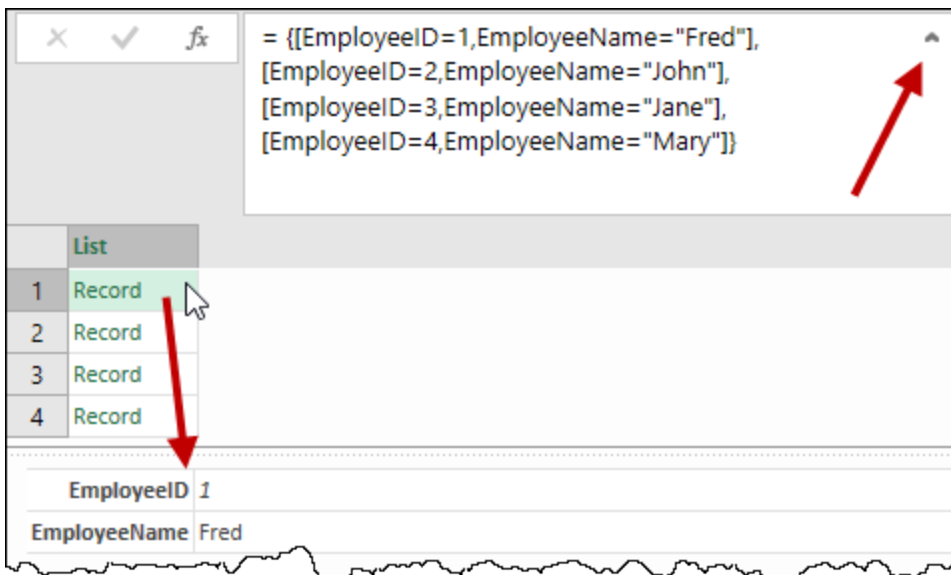 fx
= {[EmployeeID=1,EmployeeName="Fred"],
[EmployeeID=2,EmployeeName="John"],
[EmployeeID=3,EmployeeName="Jane"],
[EmployeeID=4,EmployeeName="Mary"]}
List
1 Record
2 Record
3 Record
4 Record
EmployeeID 1
EmployeeName Fred